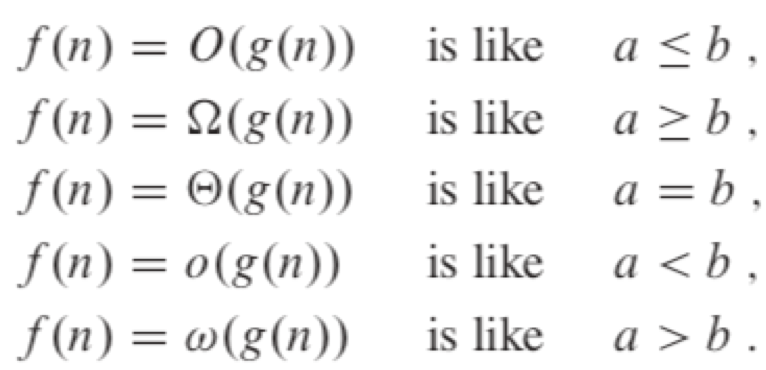 f(n) = O(g(n)) is like a ≤ b ,
f(n) = Ω(g(n)) is like a ≥ b ,
f(n) = Θ(g(n)) is like a = b ,
f(n) = o(g(n)) is like a < b ,
f(n) = ω(g(n)) is like a > b .